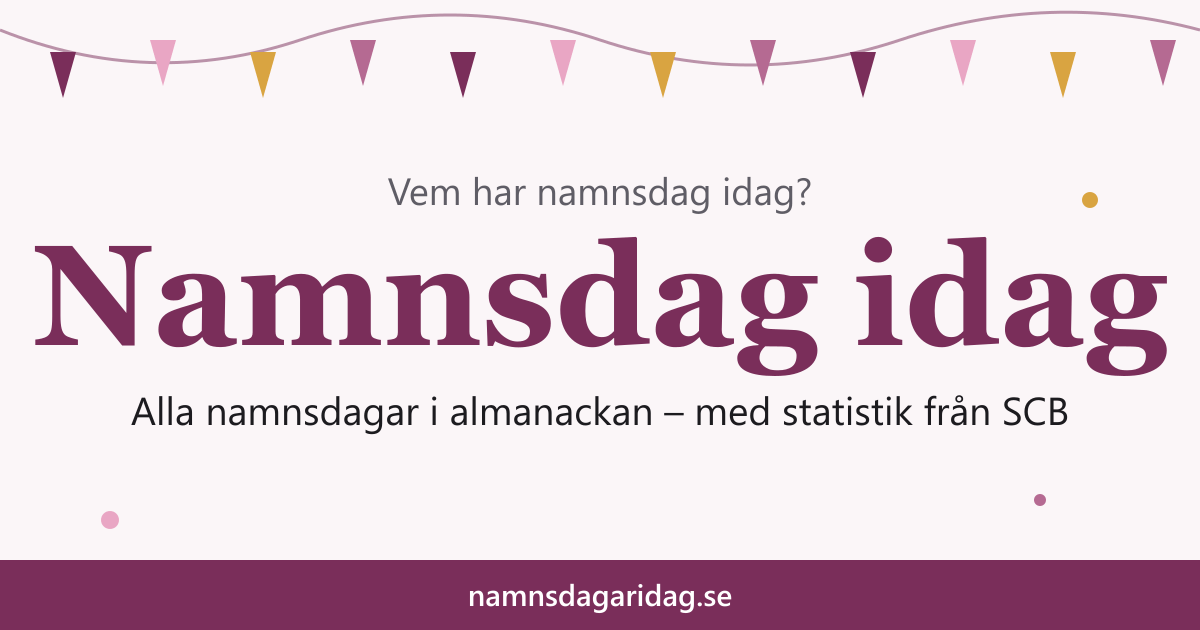 Vem har namnsdag idag?
Namnsdag idag
Alla namnsdagar i almanackan – med statistik från SCB
namnsdagaridag.se